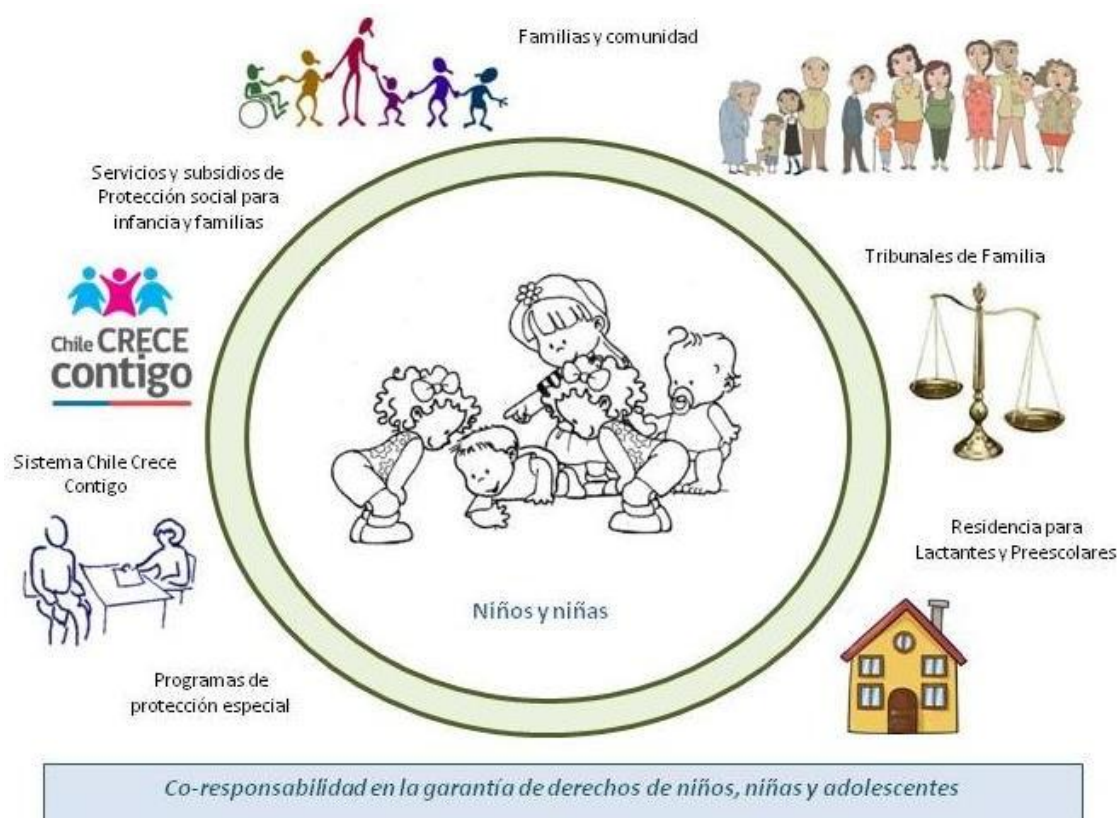 Familias y comunidad
Servicios y subsidios de
Protección social para
infancia y familias
Tribunales de Familia
Chile CRECE
contigo
Sistema Chile Crece
Contigo
Residencia para
Lactantes y Preescolares
Niños y niñas
Programas de
protección especial
Co-responsabilidad en la garantía de derechos de niños, niñas y adolescentes